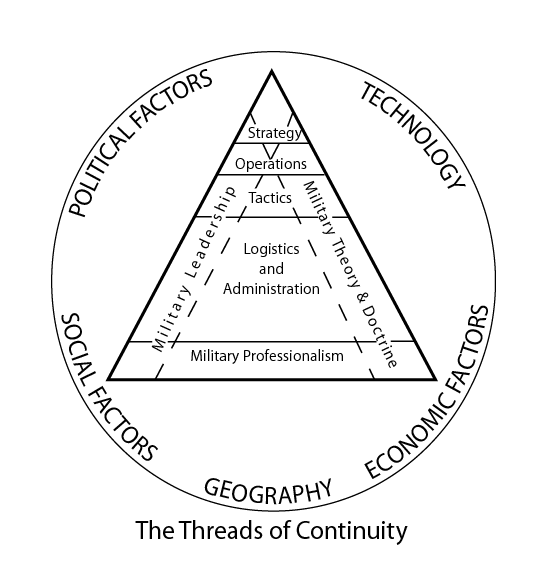 POLITICAL FACTORS
TECHNOLOGY
Strategy
Operations
Tactics
Military Leadership
Military Theory & Doctrine
Logistics
and
Administration
Military Professionalism
SOCIAL FACTORS
ECONOMIC FACTORS
GEOGRAPHY
The Threads of Continuity